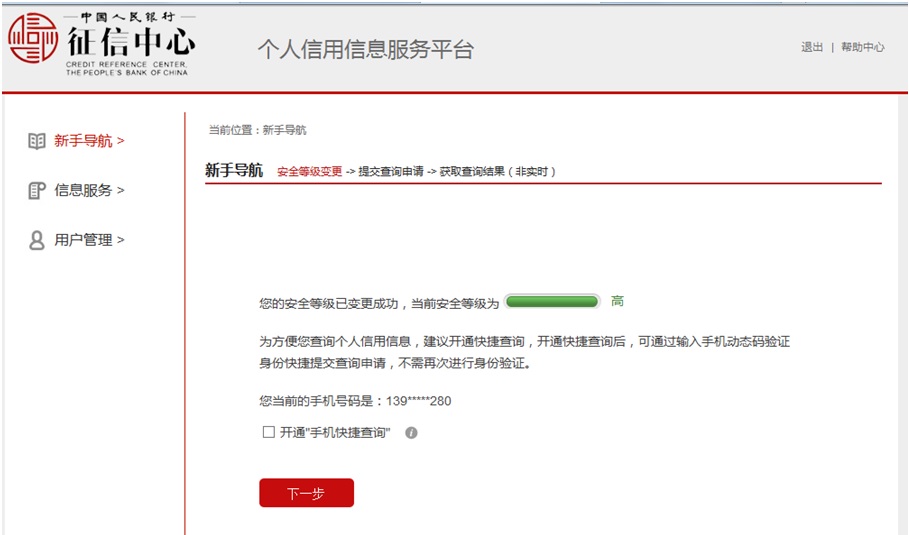 中国人民银行
征信中心
CREDIT REFERENCE CENTER,
THE PEOPLE'S BANK OF CHINA
个人信用信息服务平台
退出 | 帮助中心
新手导航 >
信息服务 >
用户管理 >
当前位置：新手导航
新手导航 安全等级变更 -> 提交查询申请 -> 获取查询结果（非实时）
您的安全等级已变更成功，当前安全等级为 高
为方便您查询个人信用信息，建议开通快捷查询，开通快捷查询后，可通过输入手机动态码验证
身份快捷提交查询申请，不需再次进行身份验证。
您当前的手机号码是：139*****280
开通"手机快捷查询" i
下一步